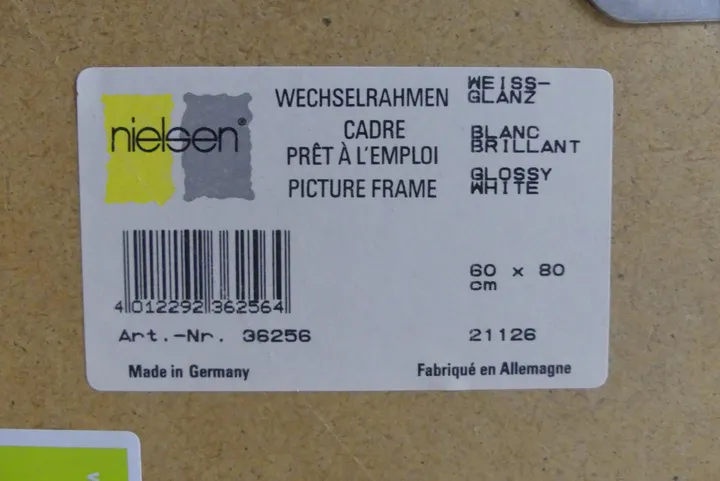 nielsen®
WECHSELRAHMEN
WEISS-
GLANZ
CADRE
PRÊT À L'EMPLOI
BLANC
BRILLANT
PICTURE FRAME
GLOSSY
WHITE
4 012292 362564
60 x 80
cm
Art.-Nr. 36256
21126
Made in Germany
Fabriqué en Allemagne